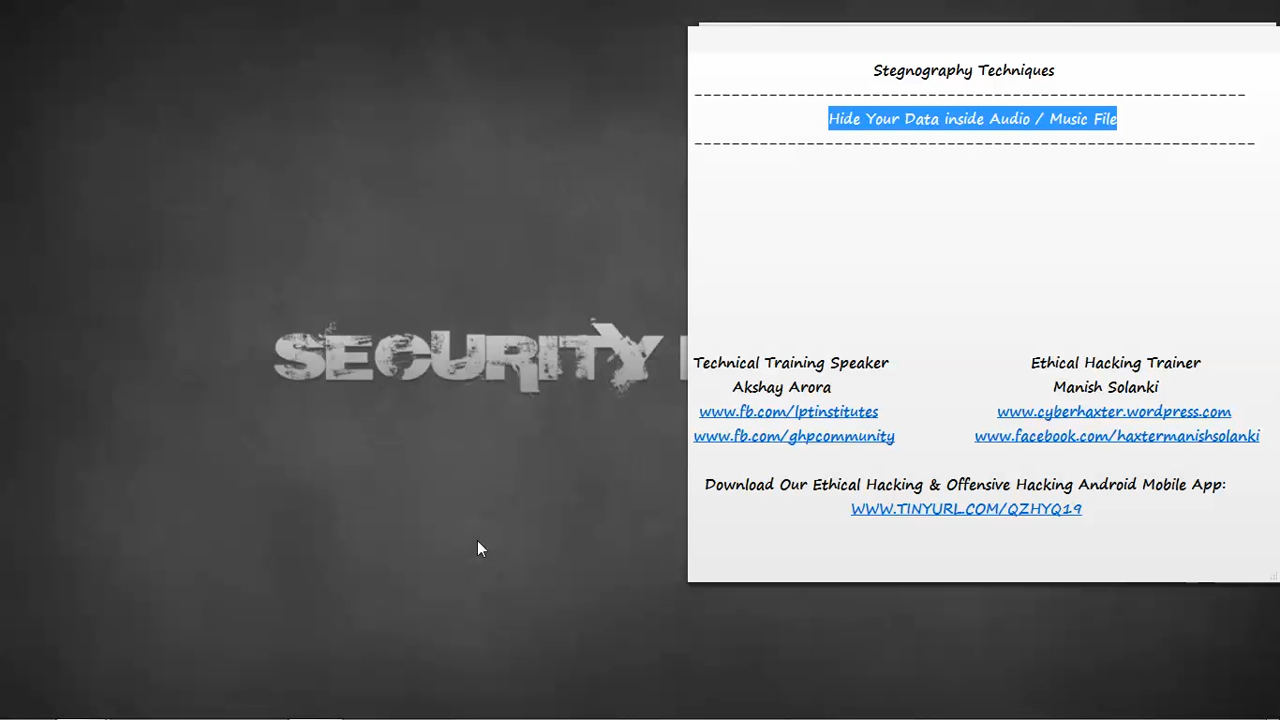 Stegnography Techniques
Hide Your Data inside Audio / Music File
SECURITY
Technical Training Speaker Ethical Hacking Trainer
Akshay Arora Manish Solanki
www.fb.com/lptinstitutes www.cyberhaxter.wordpress.com
www.fb.com/ghpcommunity www.facebook.com/haxtermanishsolanki
Download Our Ethical Hacking & Offensive Hacking Android Mobile App:
WWW.TINYURL.COM/QZHYQ19